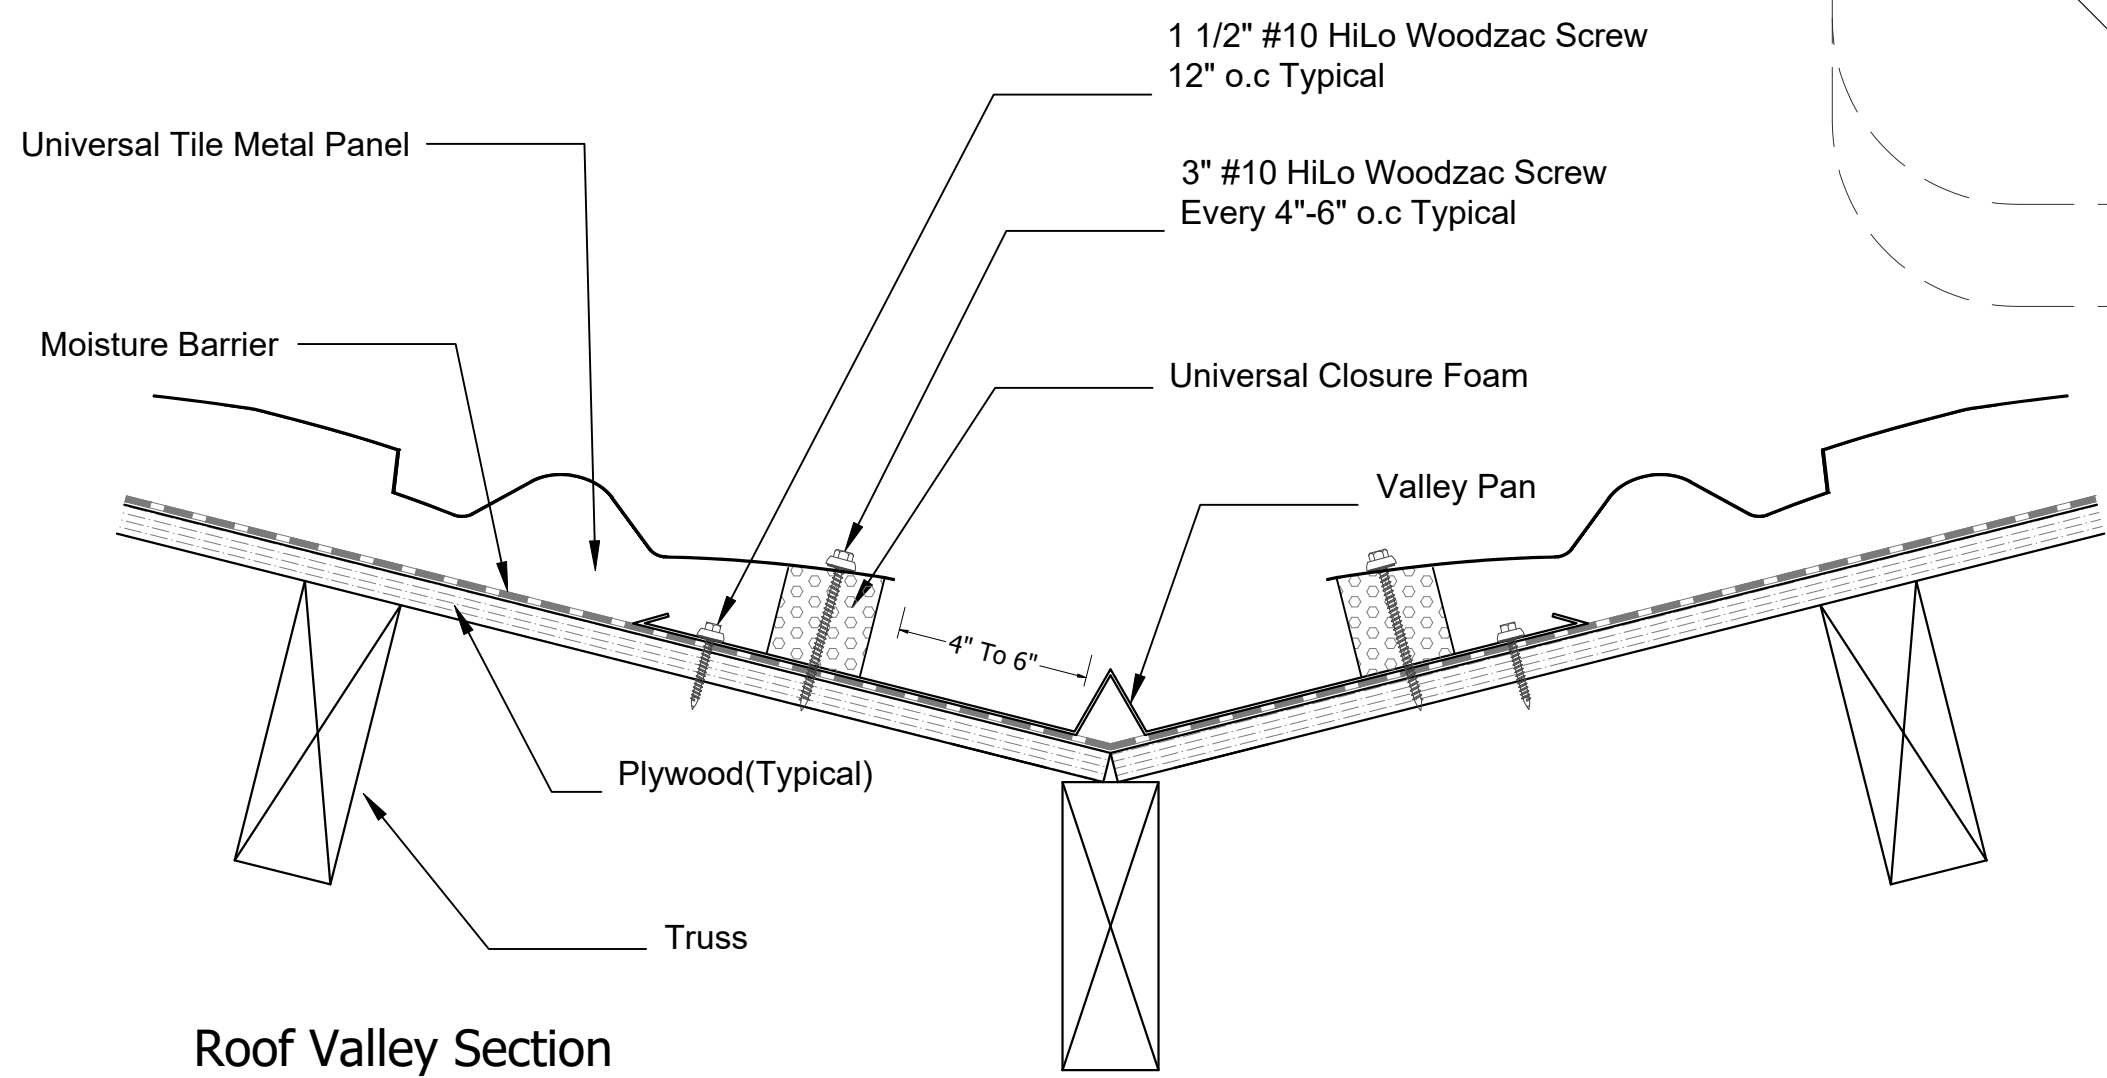 1 1/2" #10 HiLo Woodzac Screw
12" o.c Typical
Universal Tile Metal Panel
3" #10 HiLo Woodzac Screw
Every 4"-6" o.c Typical
Moisture Barrier
Universal Closure Foam
Valley Pan
4" To 6"
Plywood(Typical)
Truss
Roof Valley Section